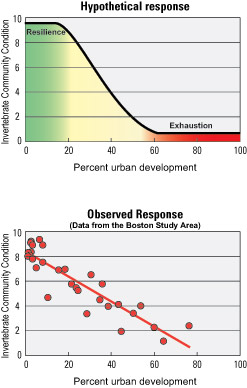 Hypothetical response
Invertebrate Community Condition
10
8
6
4
2
0
Resilience
Exhaustion
0 20 40 60 80 100
Percent urban development
Observed Response
(Data from the Boston Study Area)
Invertebrate Community Condition
10
8
6
4
2
0
0 20 40 60 80 100
Percent urban development